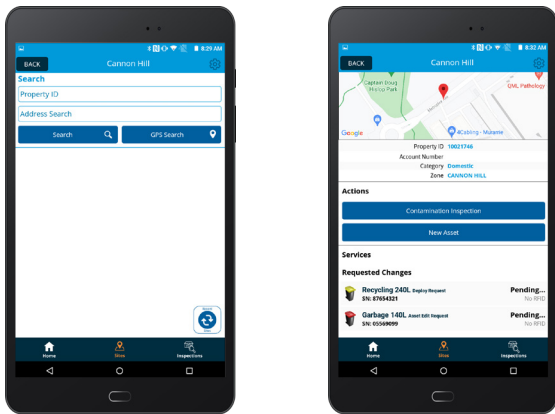 8:29 AM
BACK
Cannon Hill
Search
Property ID
Address Search
Search
GPS Search
Home
Sites
Inspections
8:32 AM
BACK
Cannon Hill
Captain Doug
Hislop Park
QML Pathology
Google
4Cabling - Murarrie
Property ID 10021746
Account Number
Category Domestic
Zone CANNON HILL
Actions
Contamination Inspection
New Asset
Services
Requested Changes
Recycling 240L Deploy Request Pending...
SN: 87654321 No RFID
Garbage 140L Asset Edit Request Pending...
SN: 05569099 No RFID
Home
Sites
Inspections